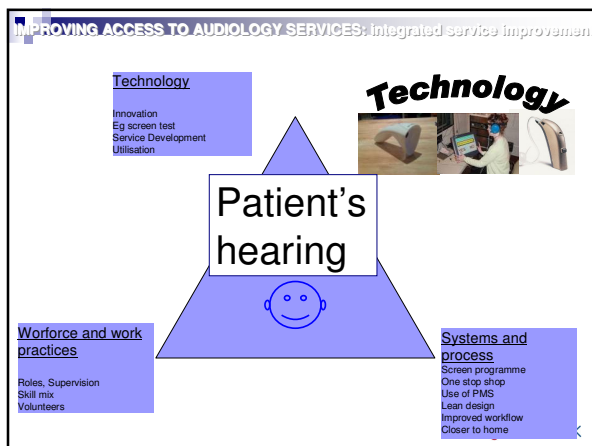 IMPROVING ACCESS TO AUDIOLOGY SERVICES: integrated service improvemen
Technology
Innovation
Eg screen test
Service Development
Utilisation
Technology
Patient's
hearing
Worforce and work
practices
Roles, Supervision
Skill mix
Volunteers
Systems and
process
Screen programme
One stop shop
Use of PMS
Lean design
Improved workflow
Closer to home